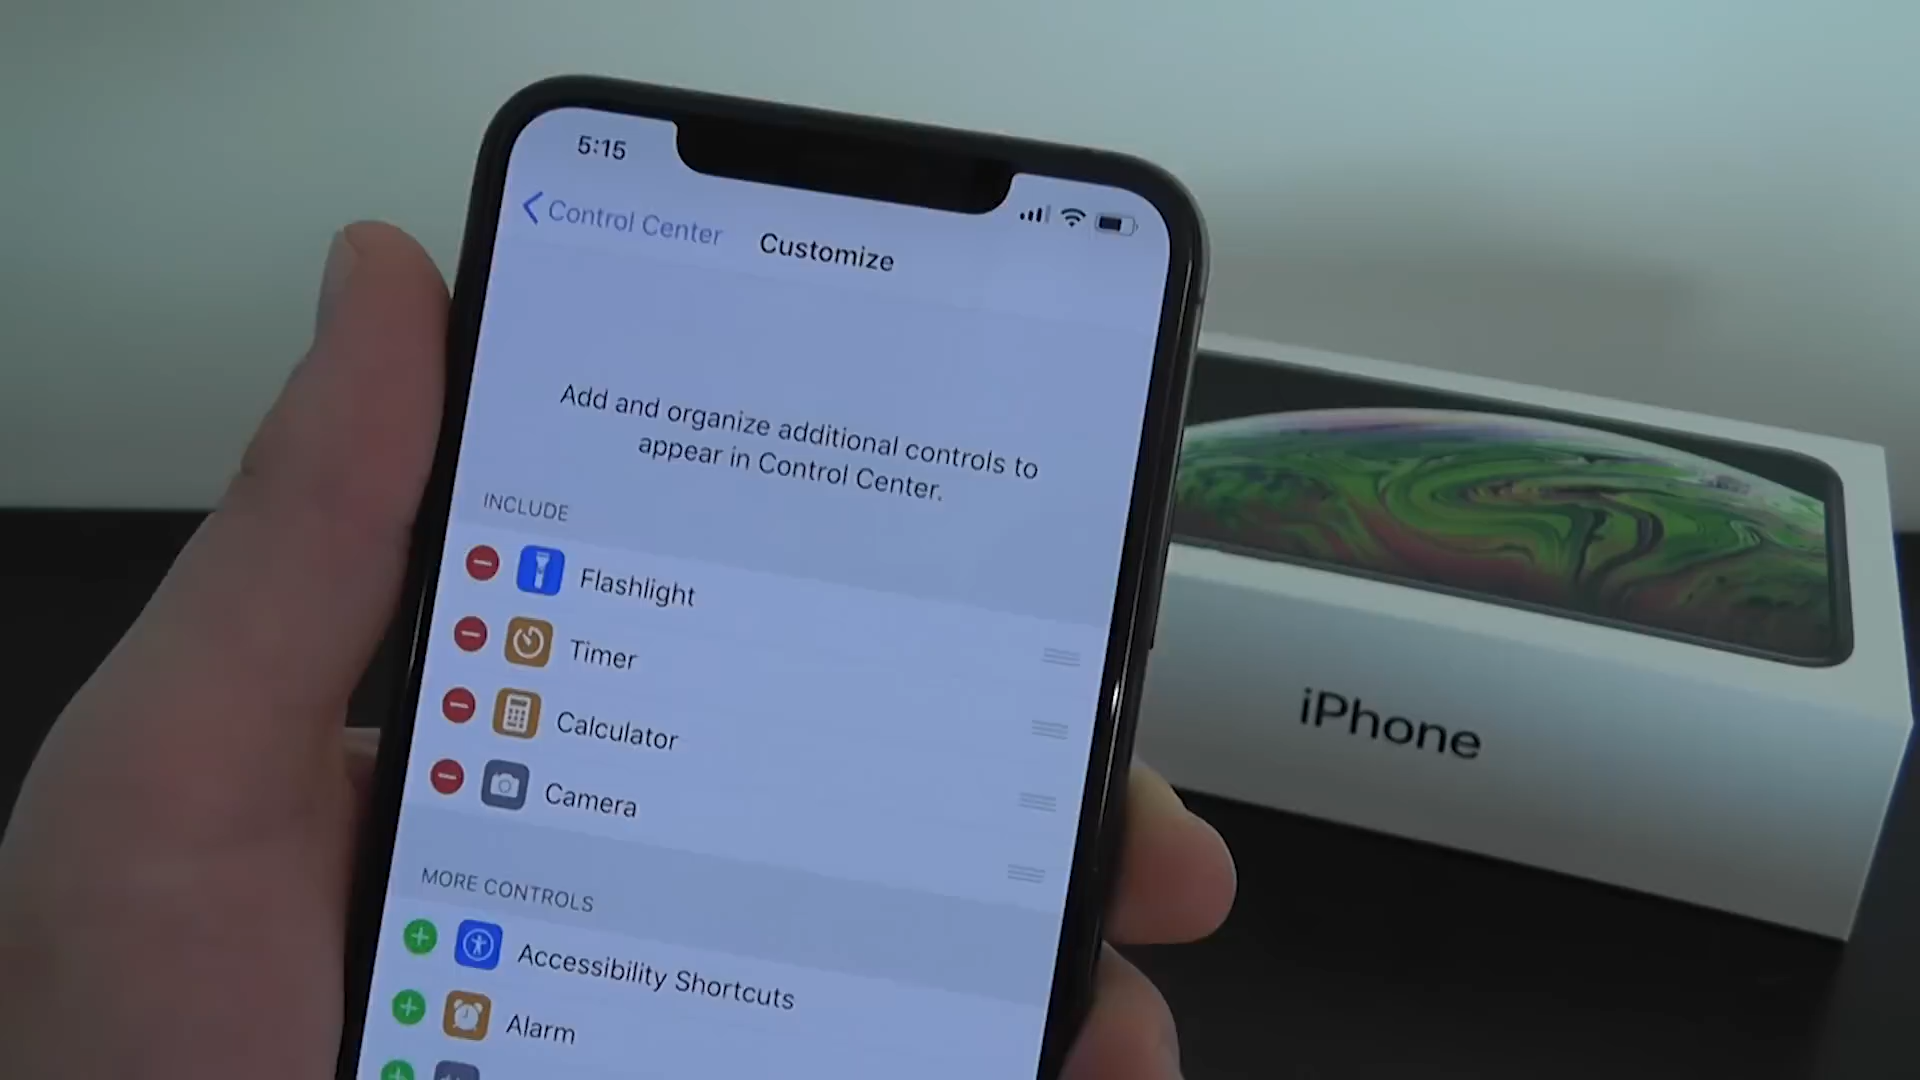 5:15
Control Center
Customize
Add and organize additional controls to
appear in Control Center.
INCLUDE
Flashlight
Timer
Calculator
Camera
MORE CONTROLS
Accessibility Shortcuts
Alarm
iPhone